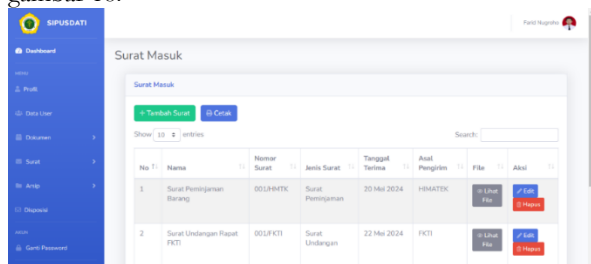 gambar 18.
SIPUSDATI
Farid Nugroho
Dashboard
Surat Masuk
MENU
Profil
Surat Masuk
Data User
+ Tambah Surat Cetak
Dokumen
Show 10 entries Search:
Surat
No Nama Nomor Surat Jenis Surat Tanggal Terima Asal Pengirim File Aksi
Arsip
1 Surat Peminjaman Barang 001/HMTK Surat Peminjaman 20 Mei 2024 HIMATEK Lihat File Edit Hapus
Disposisi
2 Surat Undangan Rapat FKTI 001/FKTI Surat Undangan 22 Mei 2024 FKTI Lihat File Edit Hapus
AKUN
Ganti Password